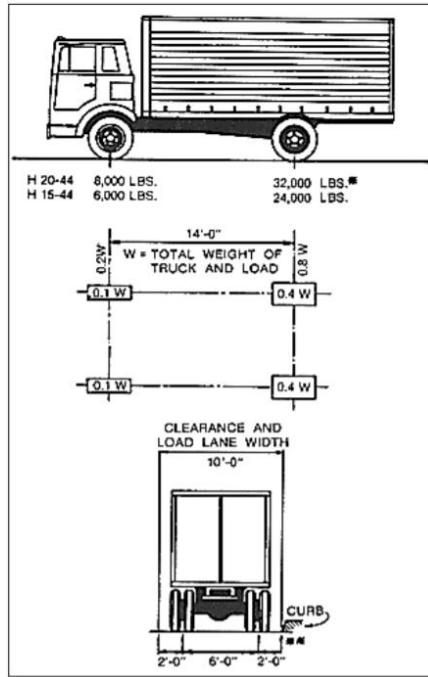 H 20-44 8,000 LBS. 32,000 LBS.*
H 15-44 6,000 LBS. 24,000 LBS.
14'-0"
0.2W
W = TOTAL WEIGHT OF
TRUCK AND LOAD
0.8 W
0.1 W
0.4 W
0.1 W
0.4 W
CLEARANCE AND
LOAD LANE WIDTH
10'-0"
CURB
**
2'-0" 6'-0" 2'-0"